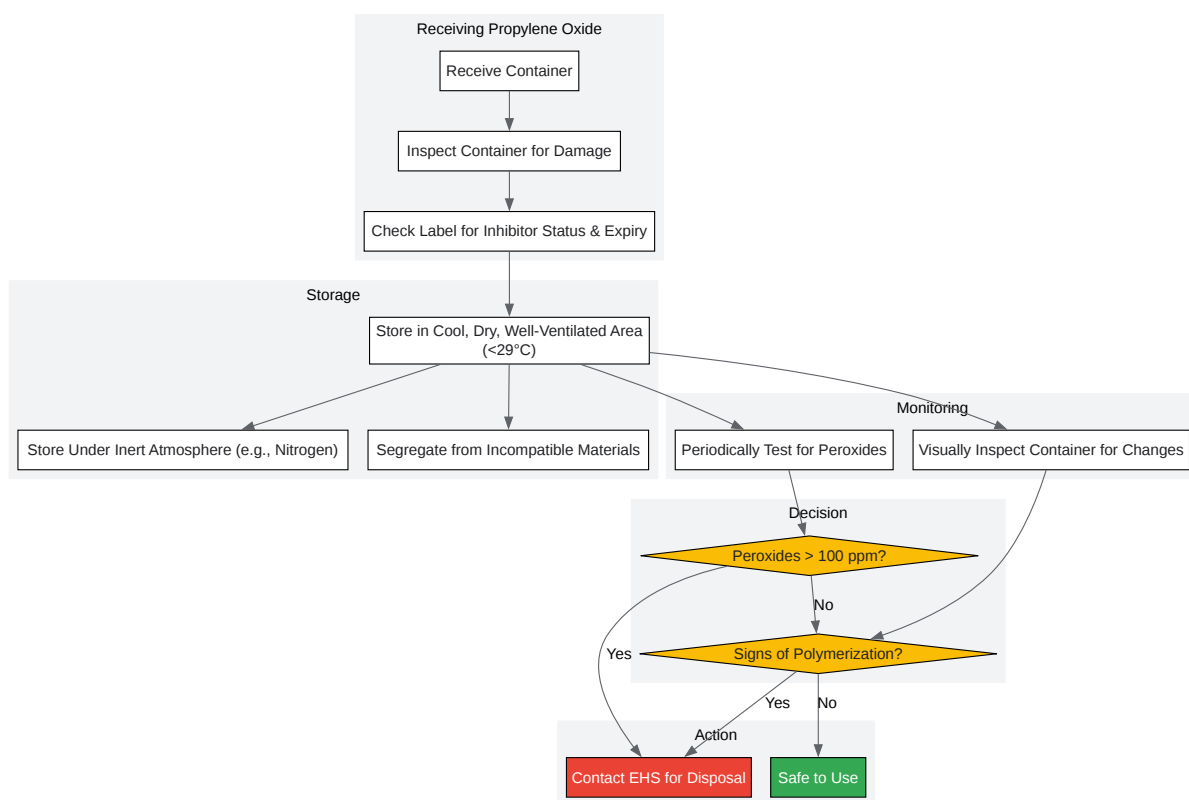 Receiving Propylene Oxide
Receive Container
Inspect Container for Damage
Check Label for Inhibitor Status & Expiry
Storage
Store in Cool, Dry, Well-Ventilated Area
(<29°C)
Monitoring
Store Under Inert Atmosphere (e.g., Nitrogen)
Segregate from Incompatible Materials
Periodically Test for Peroxides
Visually Inspect Container for Changes
Decision
Peroxides > 100 ppm?
No
Yes
Signs of Polymerization?
Yes
No
Action
Contact EHS for Disposal
Safe to Use